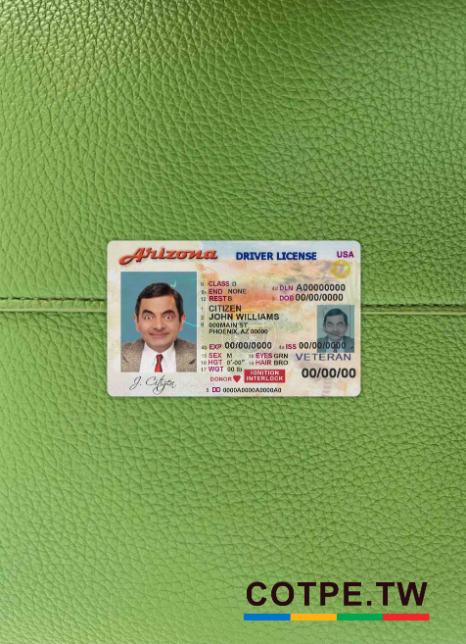 Arizona DRIVER LICENSE USA
9 CLASS D 4d DLN A00000000
9a END NONE
12 REST B 3 DOB 00/00/0000
1 CITIZEN
2 JOHN WILLIAMS
8 000MAIN ST
PHOENIX, AZ 00000
4b EXP 00/00/0000 4a ISS 00/00/0000
15 SEX M 18 EYES GRN
16 HGT 0'-00" 19 HAIR BRO
17 WGT 00 lb
VETERAN
DONOR IGNITION
INTERLOCK
00/00/00
J. Citizen
5 DD 0000A0000A0000A0
COTPE.TW